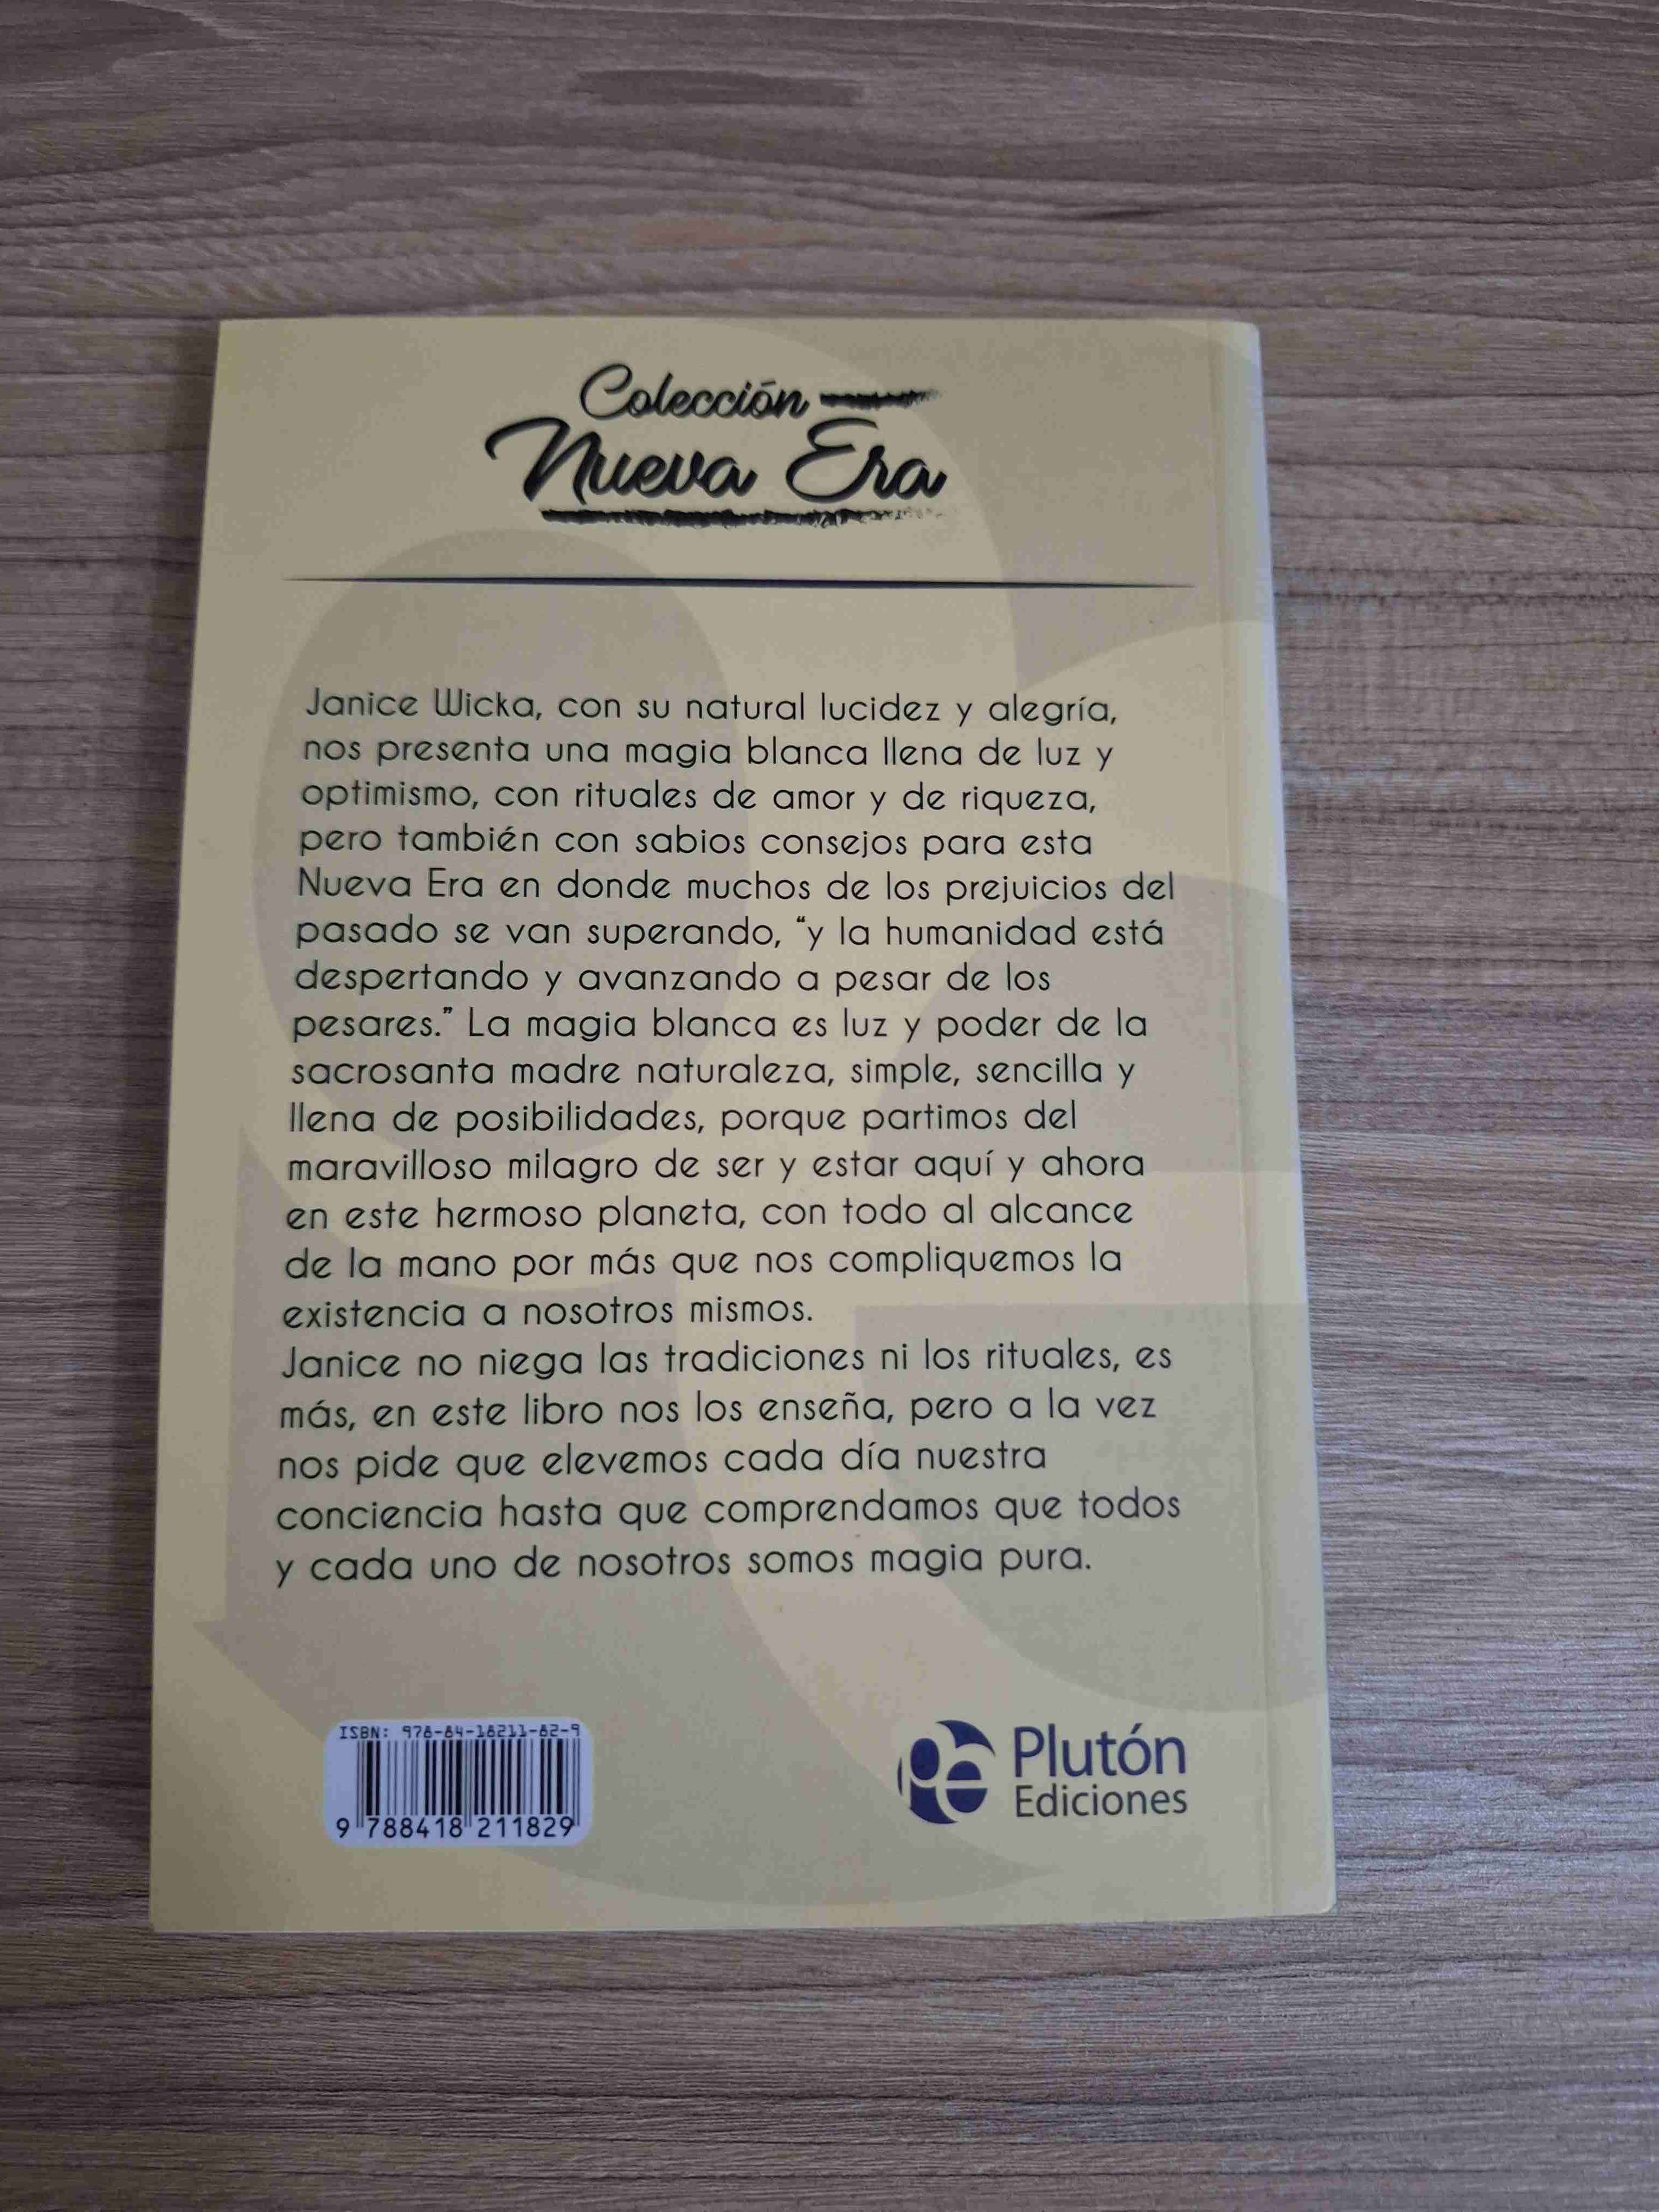 Colección
Nueva Era
Janice Wicka, con su natural lucidez y alegría,
nos presenta una magia blanca llena de luz y
optimismo, con rituales de amor y de riqueza,
pero también con sabios consejos para esta
Nueva Era en donde muchos de los prejuicios del
pasado se van superando, “y la humanidad está
despertando y avanzando a pesar de los
pesares.” La magia blanca es luz y poder de la
sacrosanta madre naturaleza, simple, sencilla y
llena de posibilidades, porque partimos del
maravilloso milagro de ser y estar aquí y ahora
en este hermoso planeta, con todo al alcance
de la mano por más que nos compliquemos la
existencia a nosotros mismos.
Janice no niega las tradiciones ni los rituales, es
más, en este libro nos los enseña, pero a la vez
nos pide que elevemos cada día nuestra
conciencia hasta que comprendamos que todos
y cada uno de nosotros somos magia pura.
ISBN: 978-84-18211-82-9
9 788418 211829
pe Plutón
Ediciones